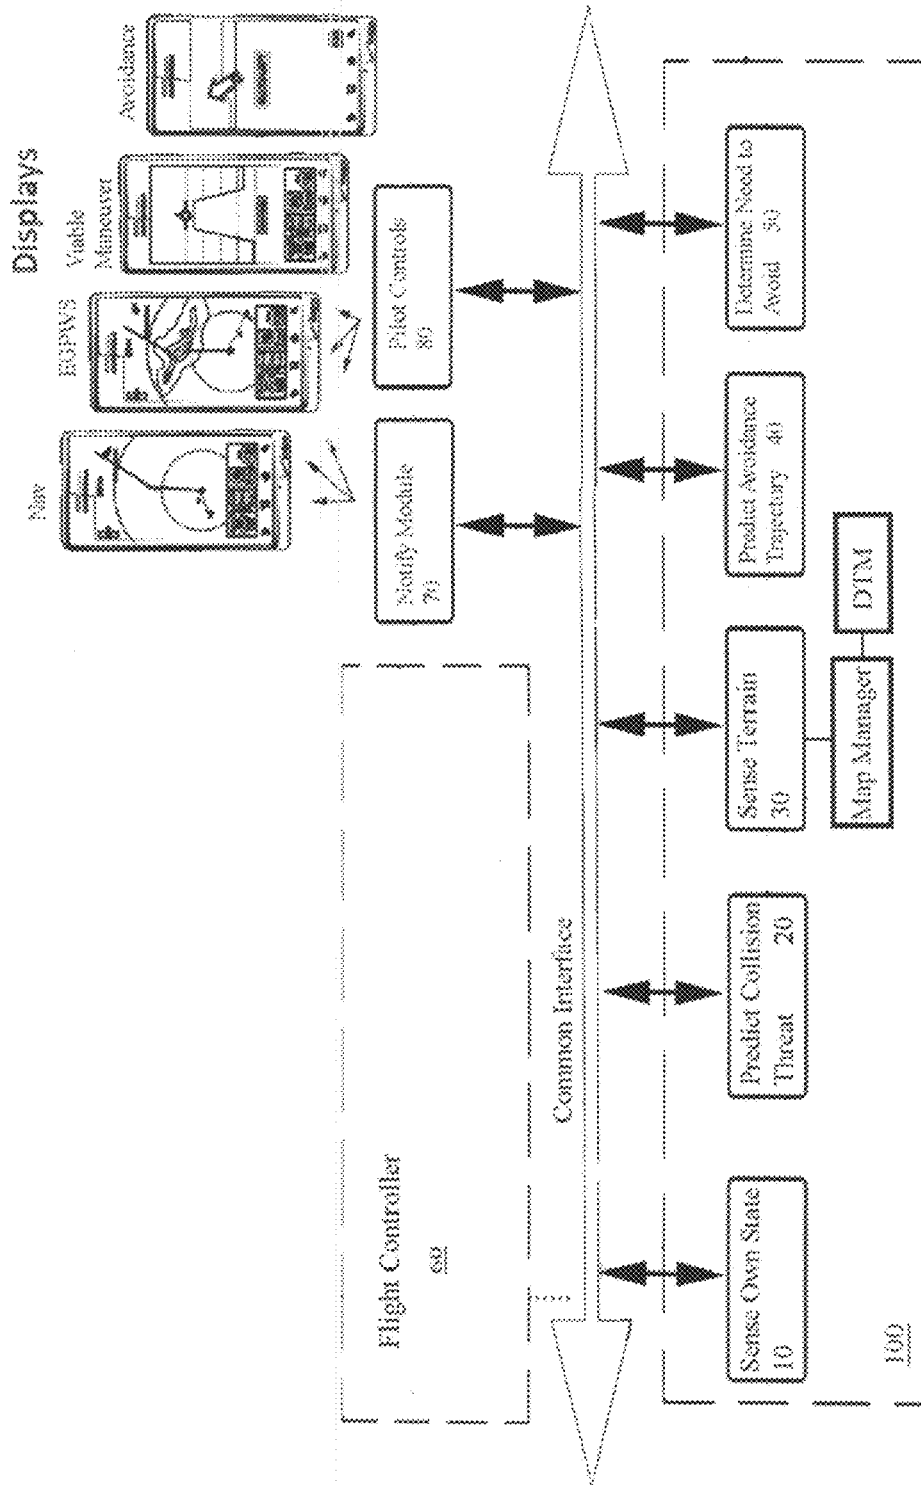 Displays
Nav
EGPWS
Viable
Maneuver
Avoidance
Flight Controller
60
Notify Module
70
Pilot Controls
80
Common Interface
Sense Own State
10
Predict Collision
Threat 20
Sense Terrain
30
Predict Avoidance
Trajectory 40
Determine Need to
Avoid 50
Map Manager
DTM
100